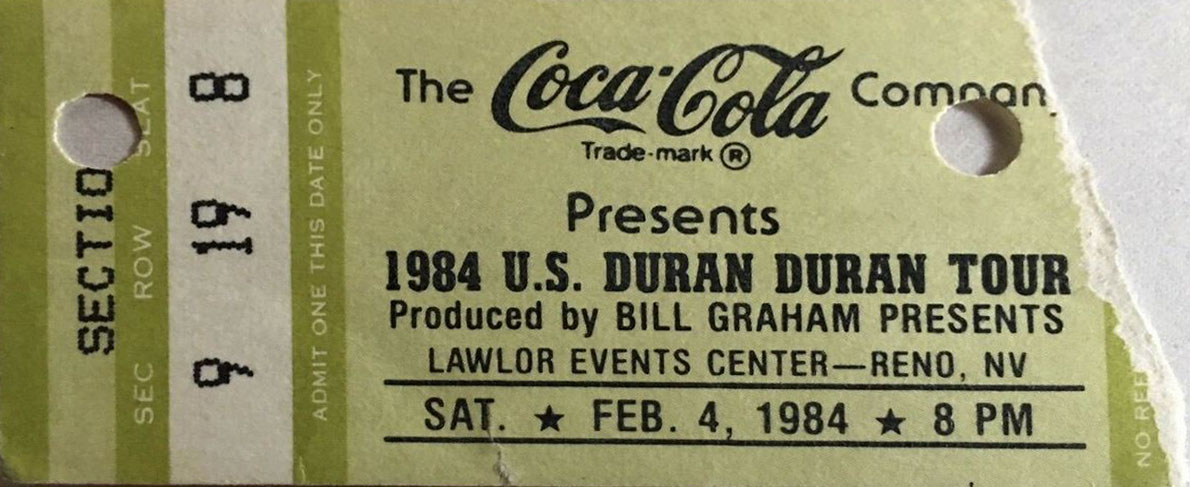 SECTIO
SEC ROW SEAT
9 19 8
ADMIT ONE THIS DATE ONLY
The Coca-Cola Compan
Trade-mark ®
Presents
1984 U.S. DURAN DURAN TOUR
Produced by BILL GRAHAM PRESENTS
LAWLOR EVENTS CENTER—RENO, NV
SAT. ★ FEB. 4, 1984 ★ 8 PM
NO REF